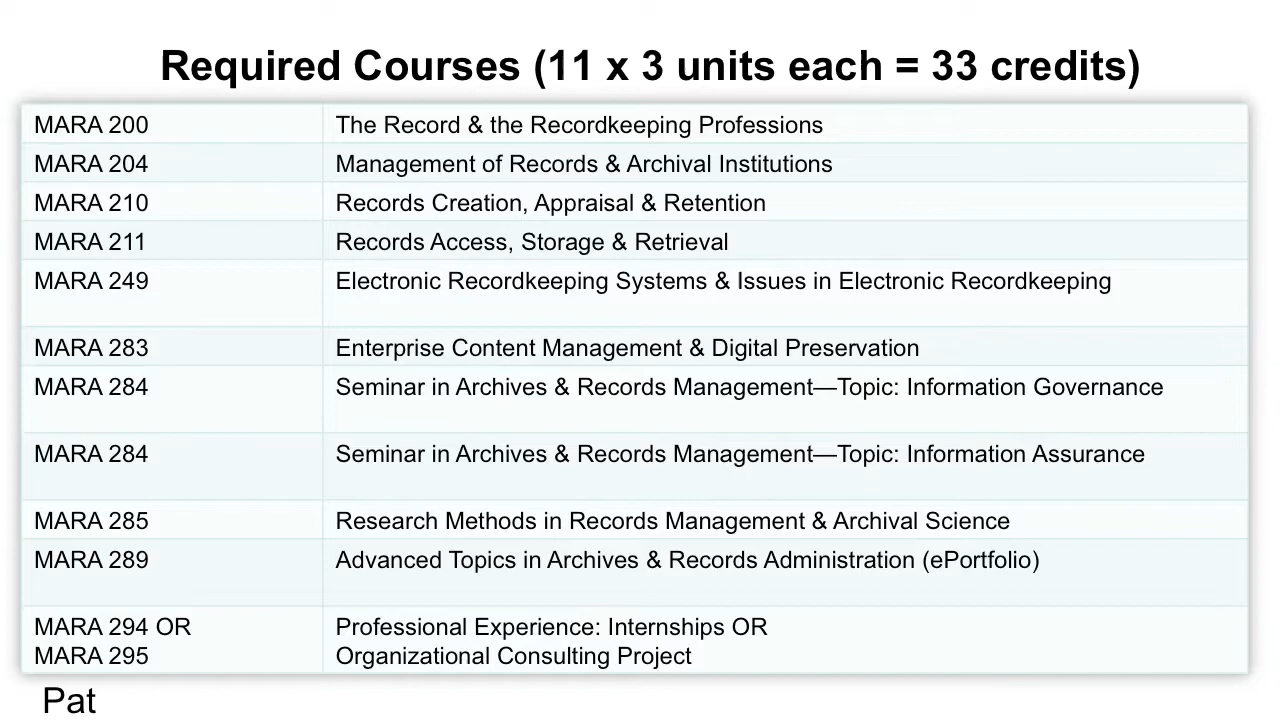 Required Courses (11 x 3 units each = 33 credits)
MARA 200 The Record & the Recordkeeping Professions
MARA 204 Management of Records & Archival Institutions
MARA 210 Records Creation, Appraisal & Retention
MARA 211 Records Access, Storage & Retrieval
MARA 249 Electronic Recordkeeping Systems & Issues in Electronic Recordkeeping
MARA 283 Enterprise Content Management & Digital Preservation
MARA 284 Seminar in Archives & Records Management—Topic: Information Governance
MARA 284 Seminar in Archives & Records Management—Topic: Information Assurance
MARA 285 Research Methods in Records Management & Archival Science
MARA 289 Advanced Topics in Archives & Records Administration (ePortfolio)
MARA 294 OR Professional Experience: Internships OR
MARA 295 Organizational Consulting Project
Pat